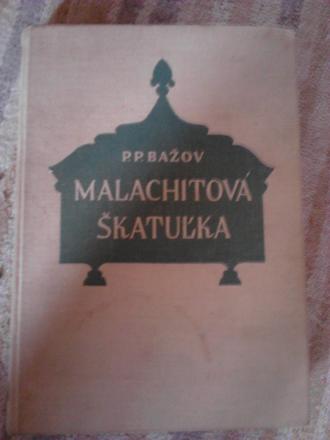 P. P. BAŽOV
MALACHITOVÁ
ŠKATUĽKA